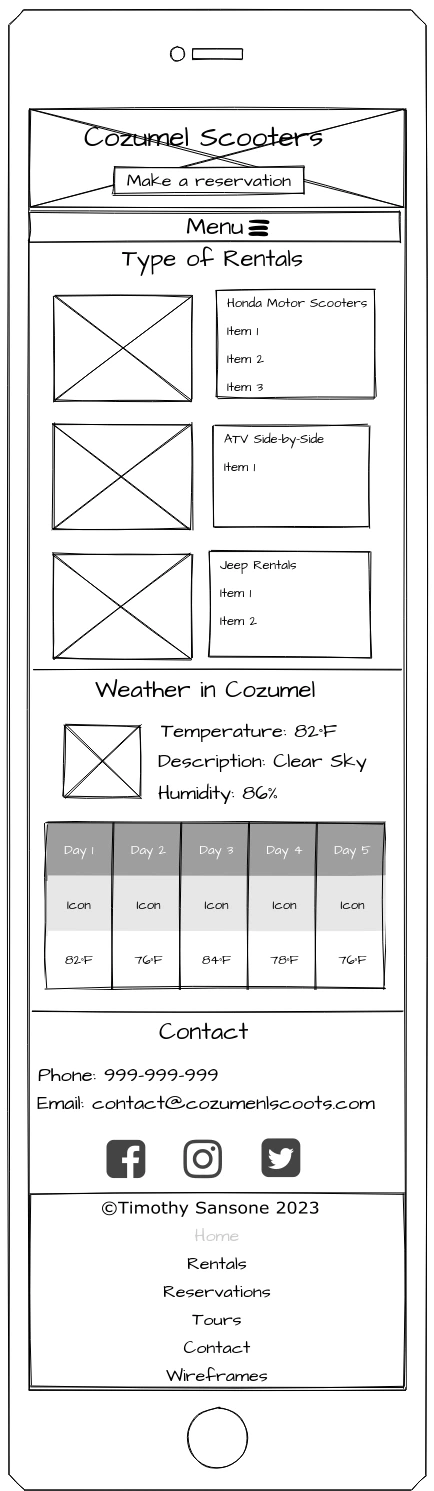 Cozumel Scooters
Make a reservation
Menu
Type of Rentals
Honda Motor Scooters
Item 1
Item 2
Item 3
ATV Side-by-Side
Item 1
Jeep Rentals
Item 1
Item 2
Weather in Cozumel
Temperature: 82°F
Description: Clear Sky
Humidity: 86%
Day 1 Day 2 Day 3 Day 4 Day 5
Icon Icon Icon Icon Icon
82°F 76°F 84°F 78°F 76°F
Contact
Phone: 999-999-999
Email: contact@cozumenlscoots.com
©Timothy Sansone 2023
Home
Rentals
Reservations
Tours
Contact
Wireframes